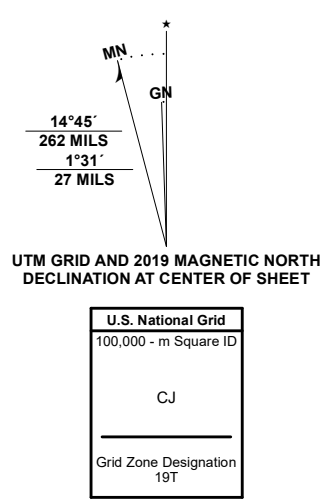 ★
MN
GN
14°45´
262 MILS
1°31´
27 MILS
UTM GRID AND 2019 MAGNETIC NORTH
DECLINATION AT CENTER OF SHEET
U.S. National Grid
100,000 - m Square ID
CJ
Grid Zone Designation
19T